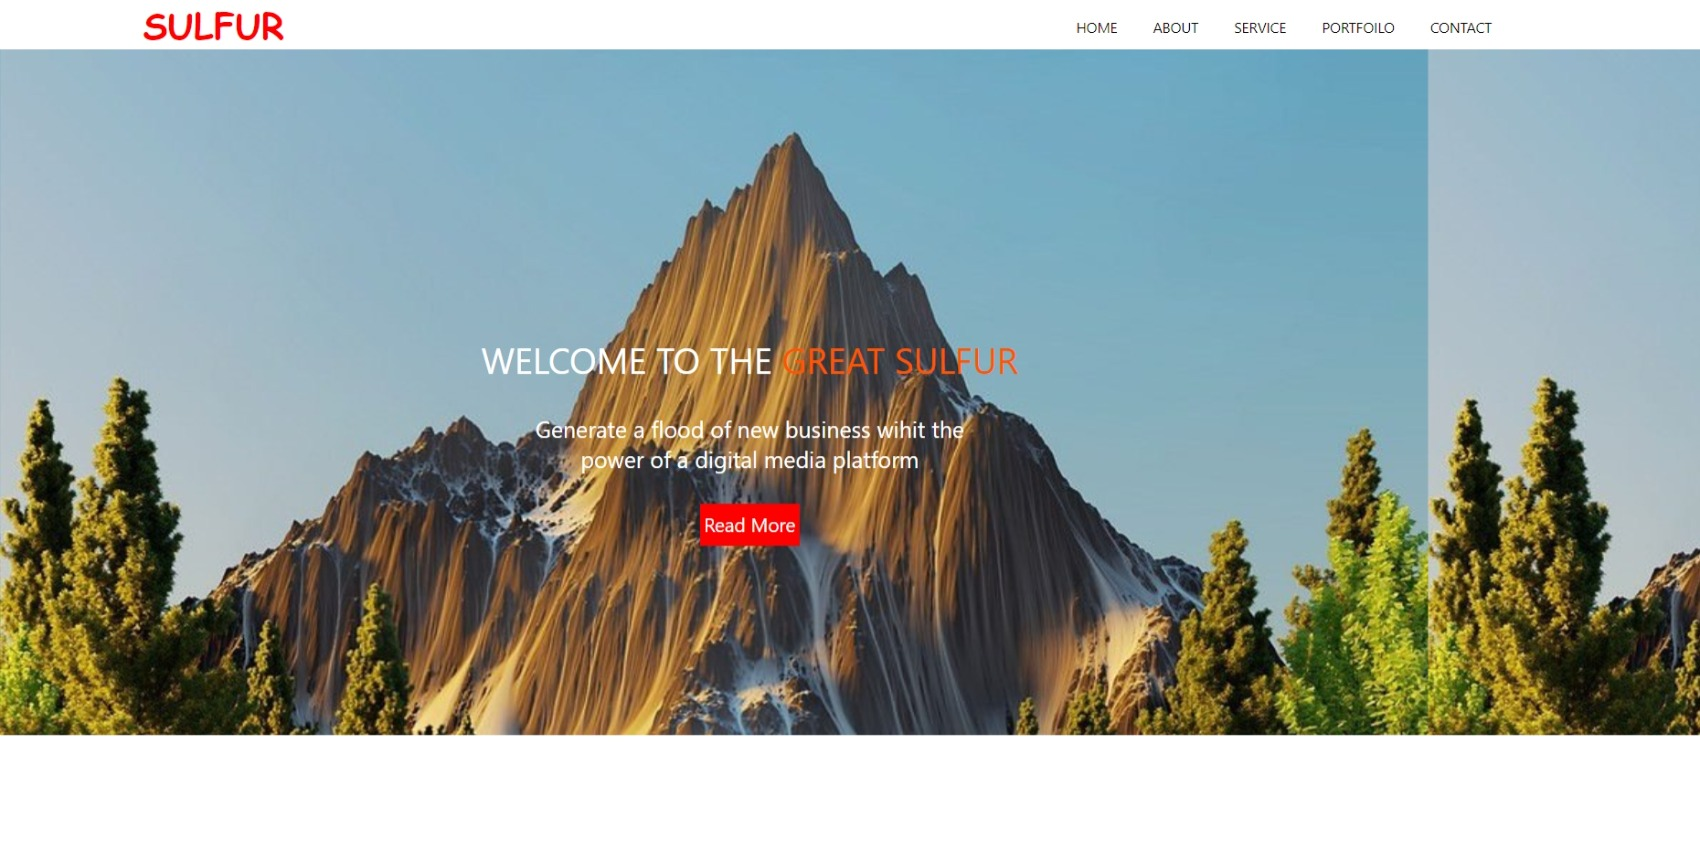 SULFUR
HOME ABOUT SERVICE PORTFOILO CONTACT
WELCOME TO THE GREAT SULFUR
Generate a flood of new business wihit the
power of a digital media platform
Read More